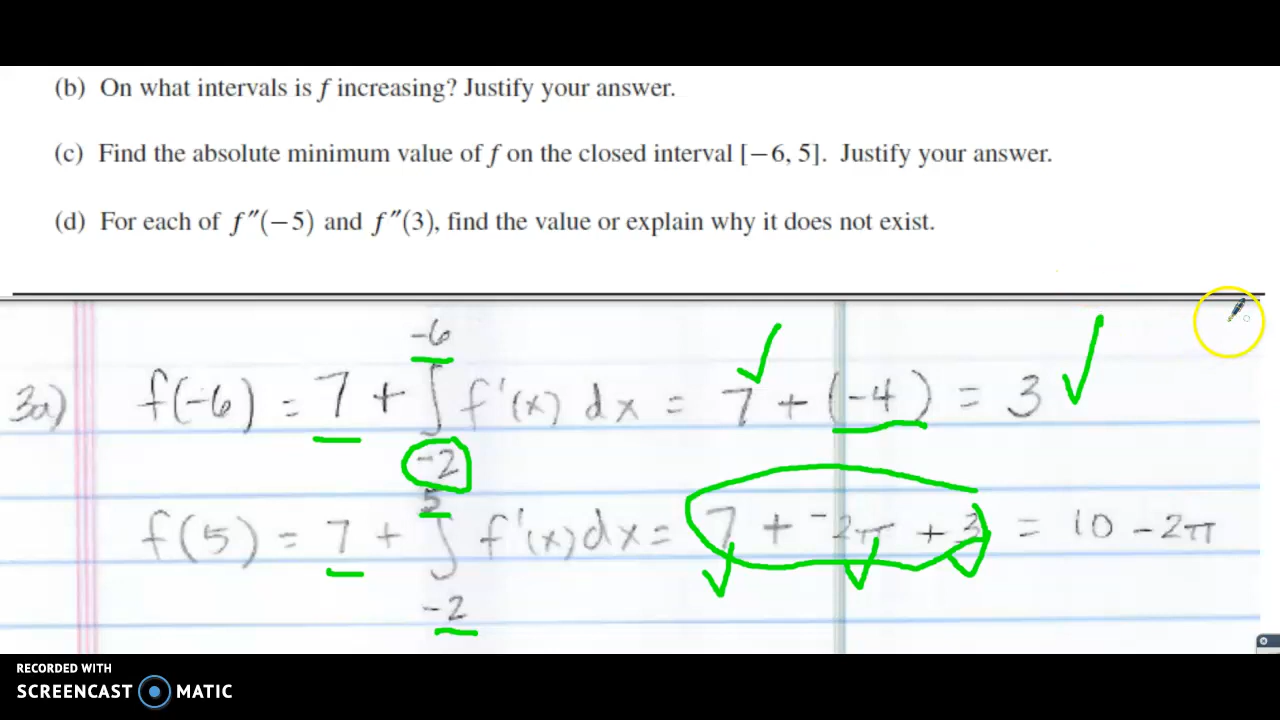 (b) On what intervals is f increasing? Justify your answer.
(c) Find the absolute minimum value of f on the closed interval [−6, 5]. Justify your answer.
(d) For each of f″(−5) and f″(3), find the value or explain why it does not exist.
3a) f(-6) = 7 + ∫_{-2}^{-6} f'(x) dx = 7 + (-4) = 3
f(5) = 7 + ∫_{-2}^{5} f'(x) dx = 7 + -2π + 3 = 10 - 2π
RECORDED WITH
SCREENCAST MATIC